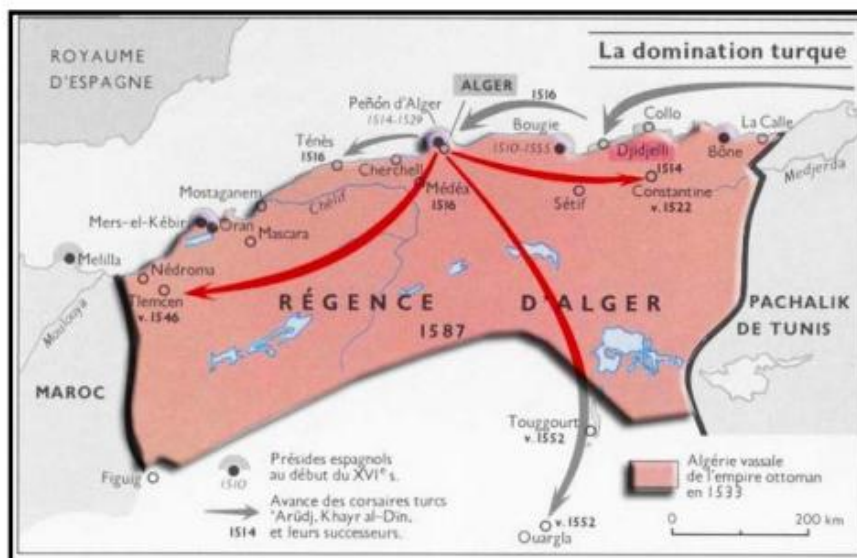 ROYAUME
D'ESPAGNE
La domination turque
ALGER
1516
Peñón d'Alger
1514-1529
Ténès
1516
Cherchell
Bougie
1510-1555
Collo
Djidjelli
1514
La Calle
Bône
Medjerda
Mostaganem
Chélif
Médéa
1516
Sétif
Constantine
v. 1522
Mers-el-Kébir
Oran
Mascara
Melilla
Nédroma
Tlemcen
v. 1546
Moulouya
RÉGENCE D'ALGER
1587
PACHALIK
DE TUNIS
MAROC
Touggourt
v. 1552
Figuig
Ouargla
v. 1552
1510
Présides espagnols
au début du XVIe s.
1514
Avance des corsaires turcs
'Arūdj, Khayr al-Dīn,
et leurs successeurs.
Algérie vassale
de l'empire ottoman
en 1533
0 200 km